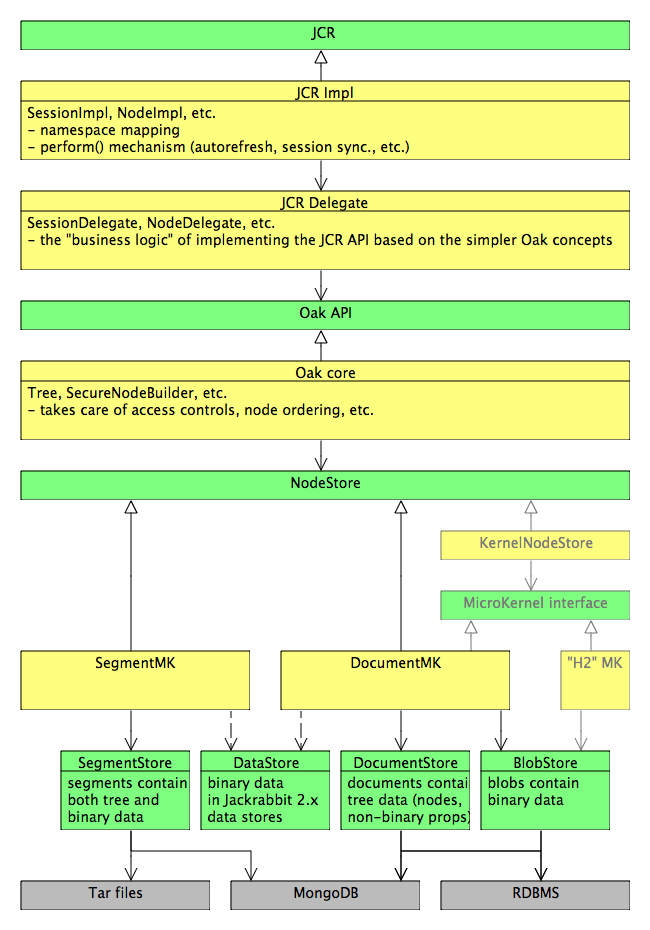 JCR
JCR Impl
SessionImpl, NodeImpl, etc.
- namespace mapping
- perform() mechanism (autorefresh, session sync., etc.)
JCR Delegate
SessionDelegate, NodeDelegate, etc.
- the "business logic" of implementing the JCR API based on the simpler Oak concepts
Oak API
Oak core
Tree, SecureNodeBuilder, etc.
- takes care of access controls, node ordering, etc.
NodeStore
KernelNodeStore
MicroKernel interface
SegmentMK
DocumentMK
"H2" MK
SegmentStore
segments contain
both tree and
binary data
DataStore
binary data
in Jackrabbit 2.x
data stores
DocumentStore
documents contai
tree data (nodes,
non-binary props)
BlobStore
blobs contain
binary data
Tar files
MongoDB
RDBMS